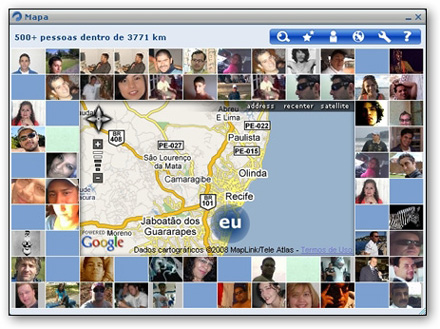 Mapa
500+ pessoas dentro de 3771 km
?
address recenter satellite
Abreu
E Lima
BR
408
PE-022
Paulista
PE-027
PE-015
São Lourenço
da Mata
Olinda
Camaragibe
Recife
BR
101
Jaboatão dos
Guararapes
eu
Moreno
POWERED BY
Google
Dados cartográficos ©2008 MapLink/Tele Atlas - Termos de Uso